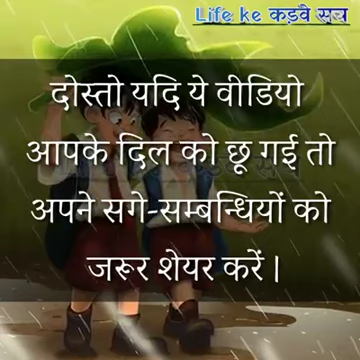 Life ke कड़वे सच
दोस्तो यदि ये वीडियो
आपके दिल को छू गई तो
अपने सगे-सम्बन्धियों को
जरूर शेयर करें।